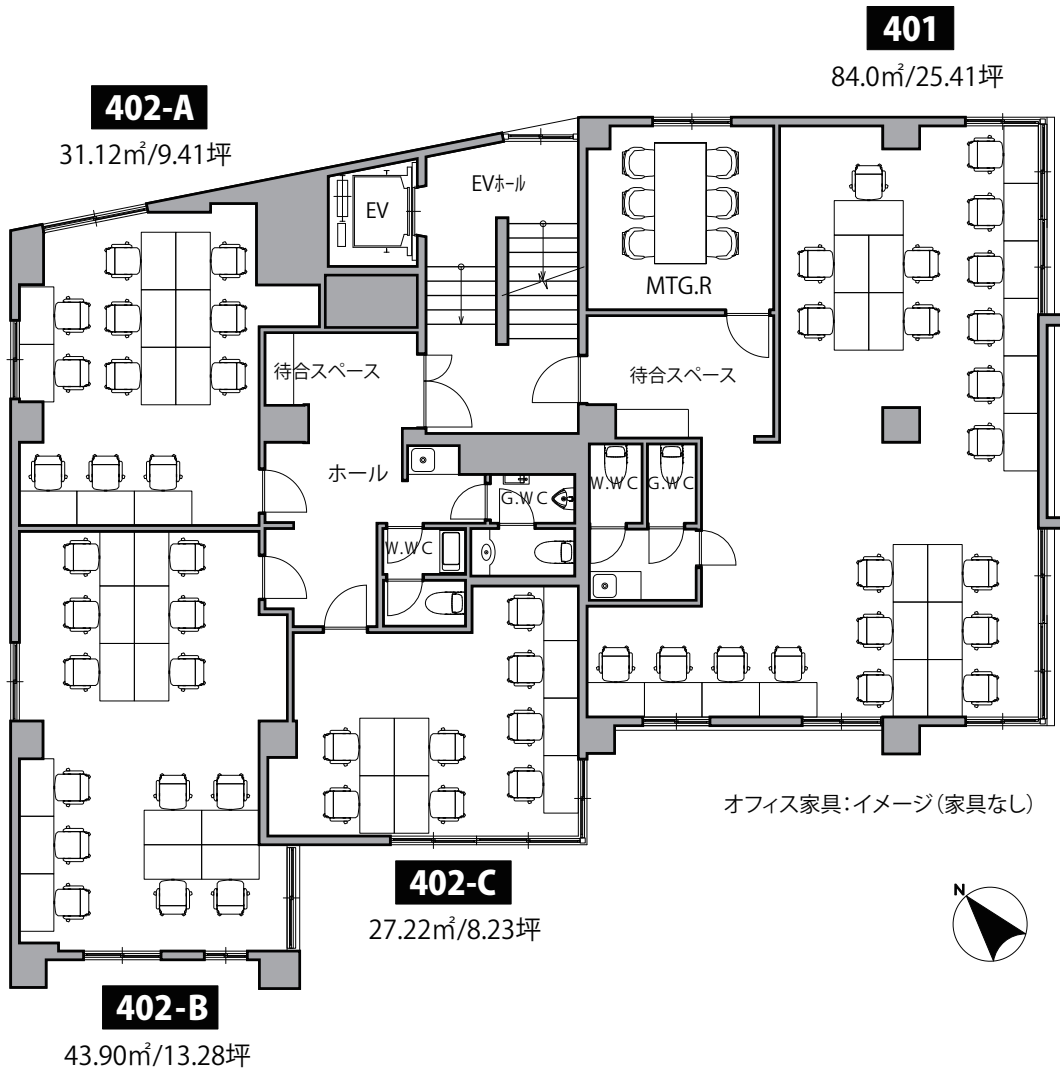 401
84.0㎡/25.41坪
402-A
31.12㎡/9.41坪
EVホール
EV
MTG.R
待合スペース
待合スペース
ホール
W.WC
G.WC
G.WC
W.WC
オフィス家具:イメージ(家具なし)
402-C
27.22㎡/8.23坪
N
402-B
43.90㎡/13.28坪